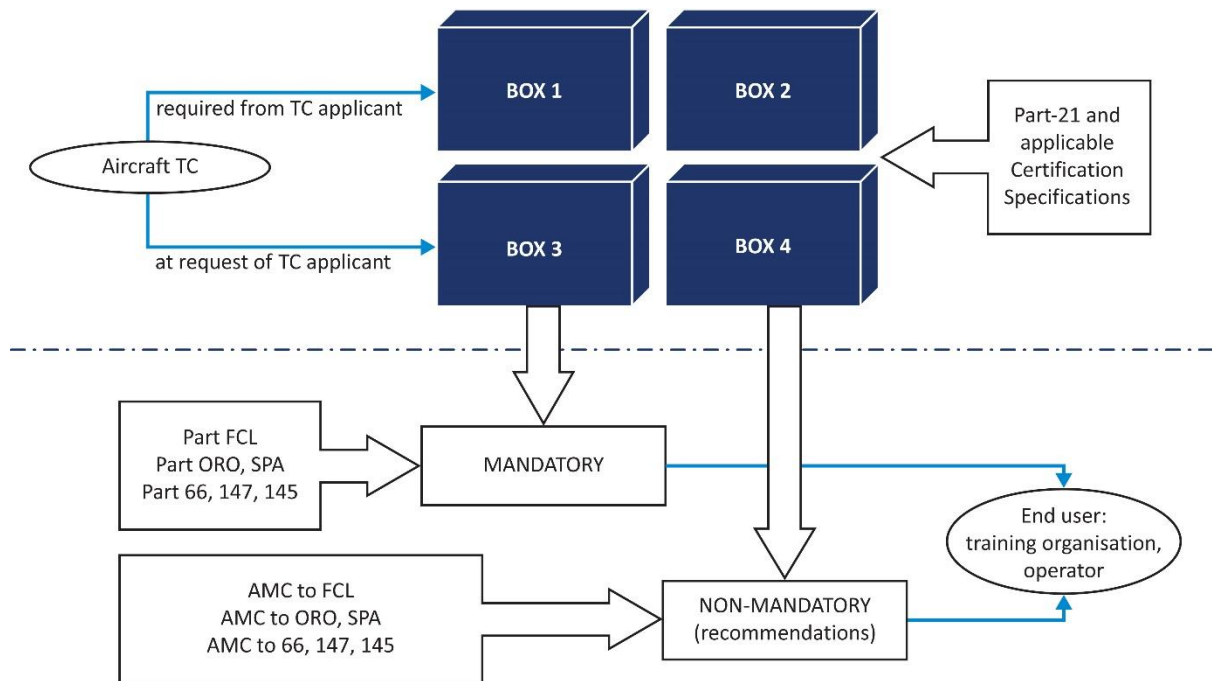 BOX 1
BOX 2
required from TC applicant
Part-21 and
applicable
Certification
Specifications
Aircraft TC
BOX 3
BOX 4
at request of TC applicant
Part FCL
Part ORO, SPA
Part 66, 147, 145
MANDATORY
End user:
training organisation,
operator
AMC to FCL
AMC to ORO, SPA
AMC to 66, 147, 145
NON-MANDATORY
(recommendations)